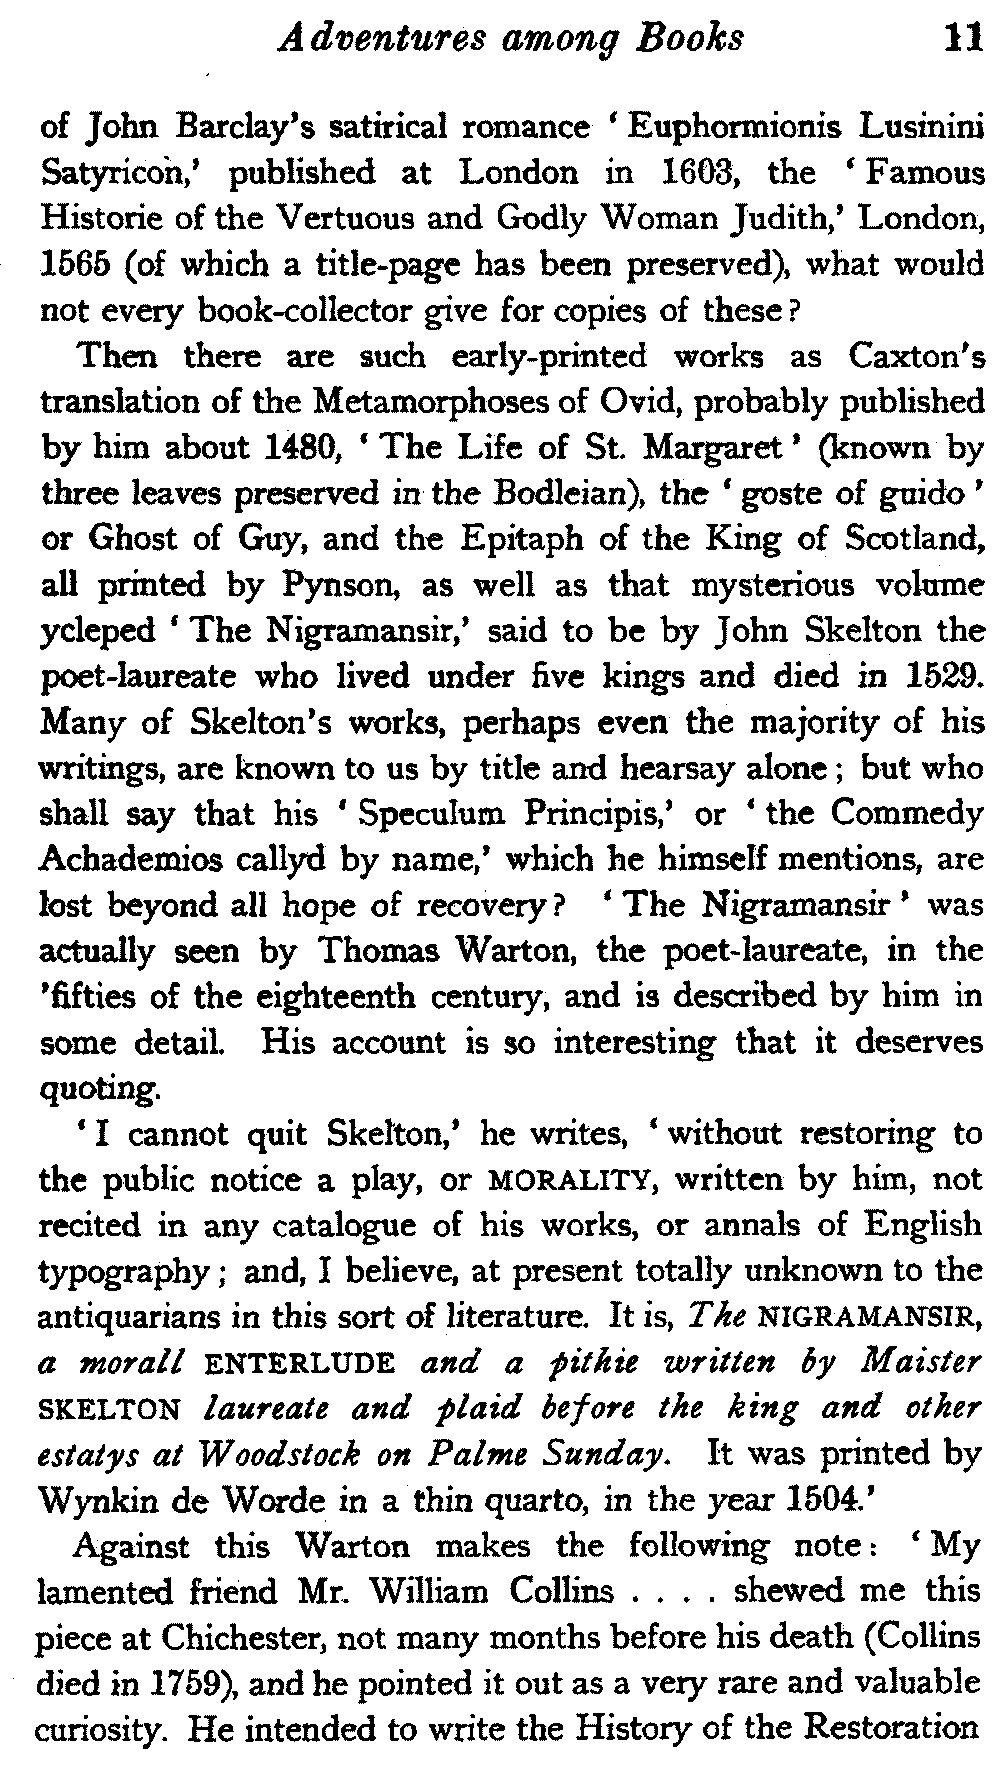 Adventures among Books 11
of John Barclay's satirical romance ‘ Euphormionis Lusinini
Satyricon,’ published at London in 1603, the ‘ Famous
Historie of the Vertuous and Godly Woman Judith,’ London,
1565 (of which a title-page has been preserved), what would
not every book-collector give for copies of these?
Then there are such early-printed works as Caxton's
translation of the Metamorphoses of Ovid, probably published
by him about 1480, ‘ The Life of St. Margaret ’ (known by
three leaves preserved in the Bodleian), the ‘ goste of guido ’
or Ghost of Guy, and the Epitaph of the King of Scotland,
all printed by Pynson, as well as that mysterious volume
ycleped ‘ The Nigramansir,’ said to be by John Skelton the
poet-laureate who lived under five kings and died in 1529.
Many of Skelton's works, perhaps even the majority of his
writings, are known to us by title and hearsay alone ; but who
shall say that his ‘ Speculum Principis,’ or ‘ the Commedy
Achademios callyd by name,’ which he himself mentions, are
lost beyond all hope of recovery? ‘ The Nigramansir ’ was
actually seen by Thomas Warton, the poet-laureate, in the
’fifties of the eighteenth century, and is described by him in
some detail. His account is so interesting that it deserves
quoting.
‘ I cannot quit Skelton,’ he writes, ‘ without restoring to
the public notice a play, or MORALITY, written by him, not
recited in any catalogue of his works, or annals of English
typography ; and, I believe, at present totally unknown to the
antiquarians in this sort of literature. It is, The NIGRAMANSIR,
a morall ENTERLUDE and a pithie written by Maister
SKELTON laureate and plaid before the king and other
estatys at Woodstock on Palme Sunday. It was printed by
Wynkin de Worde in a thin quarto, in the year 1504.’
Against this Warton makes the following note : ‘ My
lamented friend Mr. William Collins . . . . shewed me this
piece at Chichester, not many months before his death (Collins
died in 1759), and he pointed it out as a very rare and valuable
curiosity. He intended to write the History of the Restoration